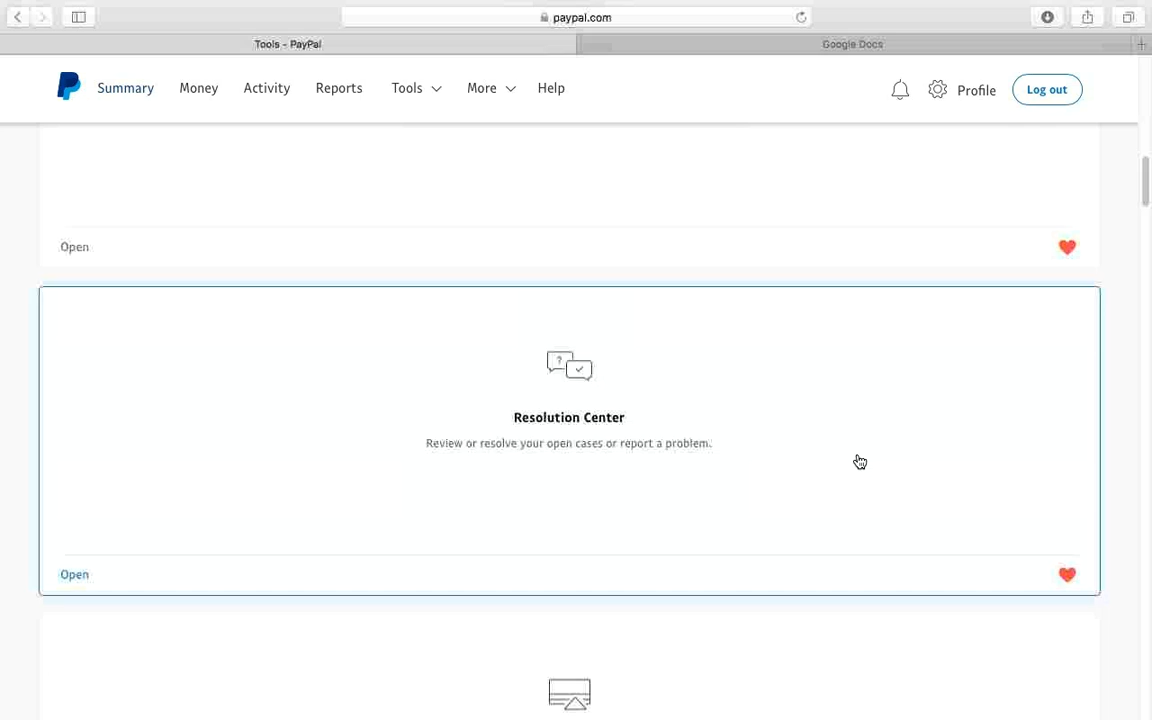 paypal.com
Tools - PayPal
Google Docs
Summary Money Activity Reports Tools More Help Profile Log out
Open
?
Resolution Center
Review or resolve your open cases or report a problem.
Open